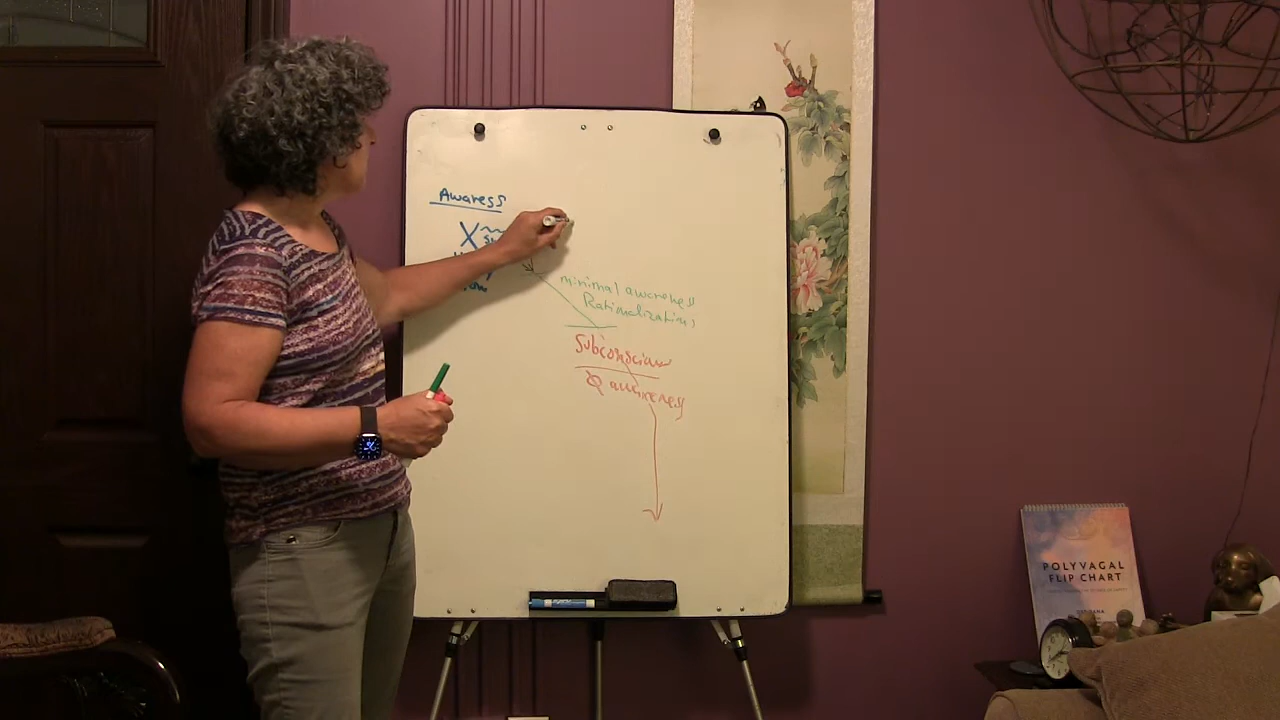 Awaress
X
minimal awareness
Rationalizations
Subconscious
awareness
POLYVAGAL
FLIP CHART